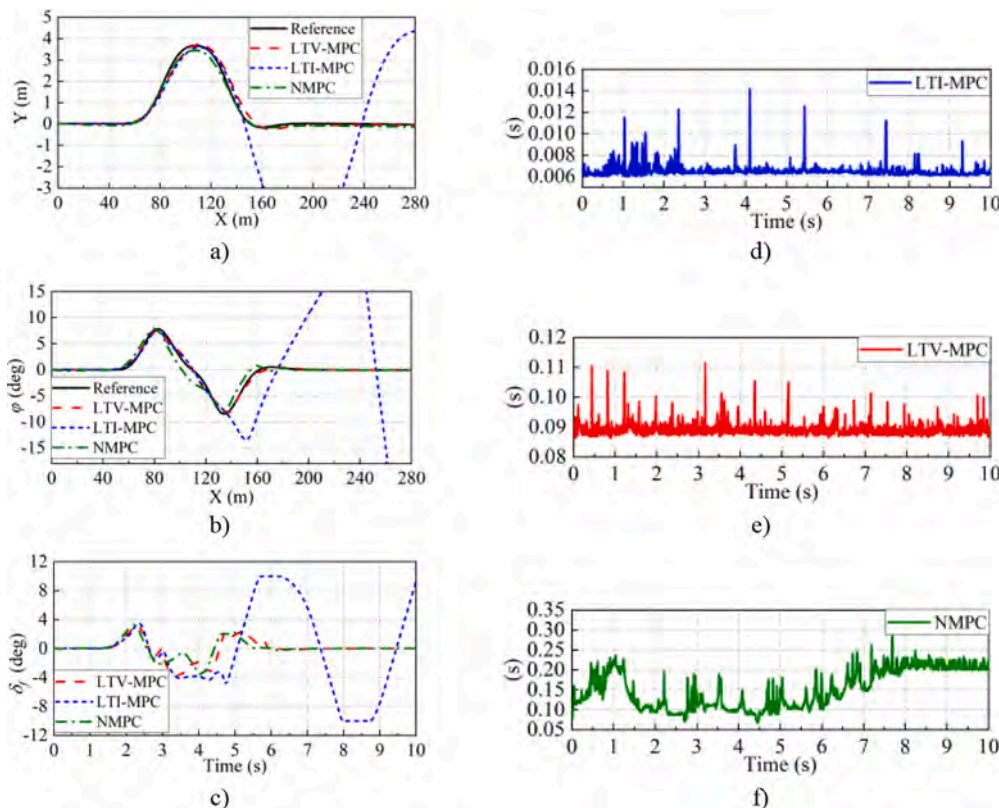 5
4
3
2
1
0
-1
-2
-3
Y (m)
Reference
LTV-MPC
LTI-MPC
NMPC
0 40 80 120 160 200 240 280
X (m)
a)
0.016
0.014
0.012
0.010
0.008
0.006
(s)
LTI-MPC
0 1 2 3 4 5 6 7 8 9 10
Time (s)
d)
15
10
5
0
-5
-10
-15
φ (deg)
Reference
LTV-MPC
LTI-MPC
NMPC
0 40 80 120 160 200 240 280
X (m)
b)
0.12
0.11
0.10
0.09
0.08
(s)
LTV-MPC
0 1 2 3 4 5 6 7 8 9 10
Time (s)
e)
12
8
4
0
-4
-8
-12
δf (deg)
LTV-MPC
LTI-MPC
NMPC
0 1 2 3 4 5 6 7 8 9 10
Time (s)
c)
0.35
0.30
0.25
0.20
0.15
0.10
0.05
(s)
NMPC
0 1 2 3 4 5 6 7 8 9 10
Time (s)
f)